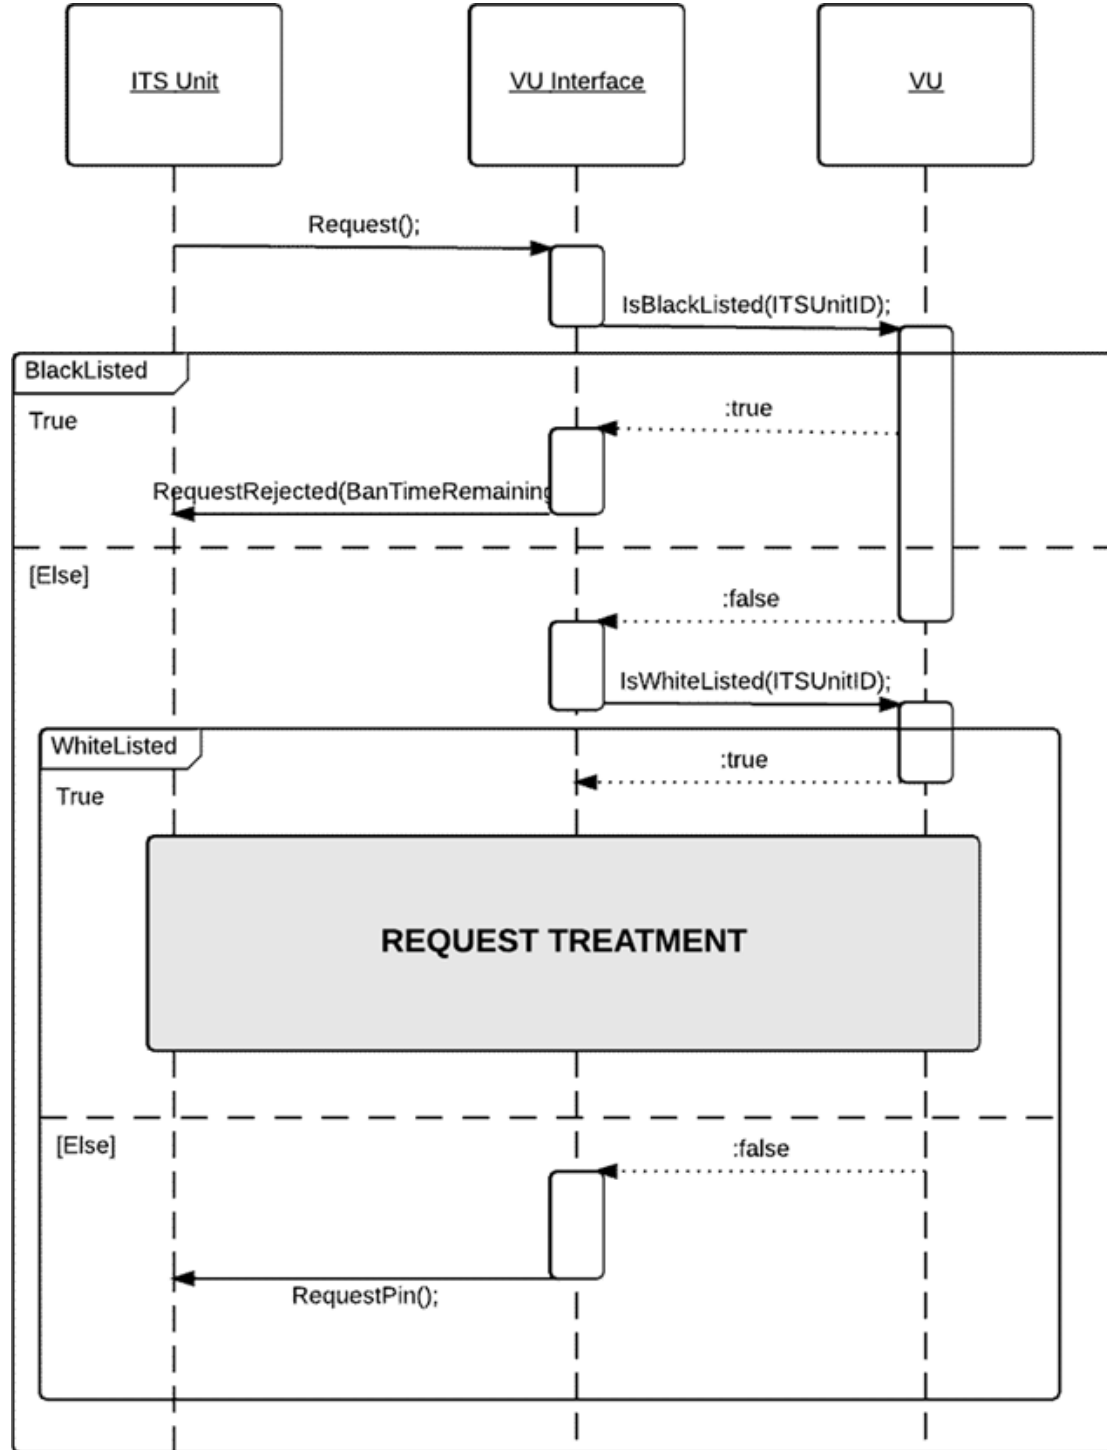 ITS Unit
VU Interface
VU
Request();
IsBlackListed(ITSUnitID);
BlackListed
True
:true
RequestRejected(BanTimeRemaining
[Else]
:false
IsWhiteListed(ITSUnitID);
WhiteListed
:true
True
REQUEST TREATMENT
[Else]
:false
RequestPin();